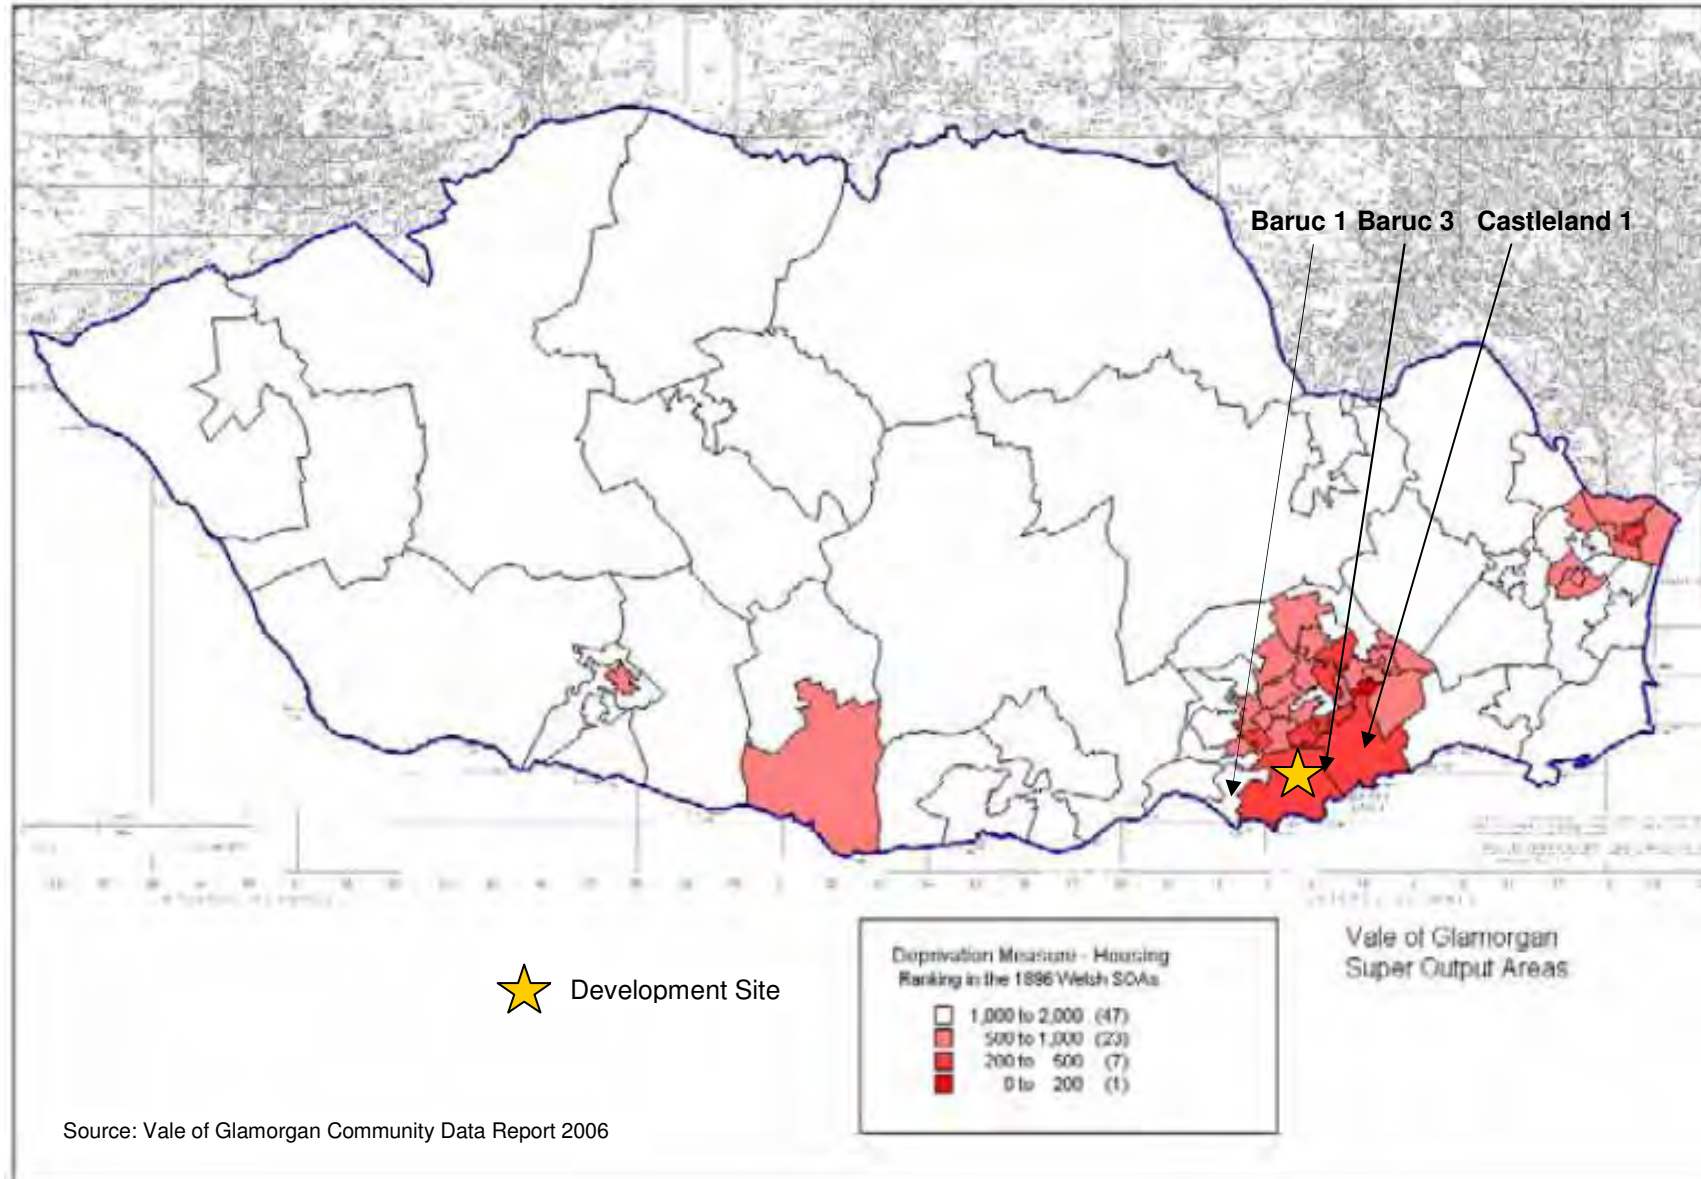 Baruc 1 Baruc 3 Castleland 1
Development Site
Deprivation Measure - Housing
Ranking in the 1896 Welsh SOAs
1,000 to 2,000 (47)
500 to 1,000 (23)
200 to 500 (7)
0 to 200 (1)
Vale of Glamorgan
Super Output Areas
Source: Vale of Glamorgan Community Data Report 2006